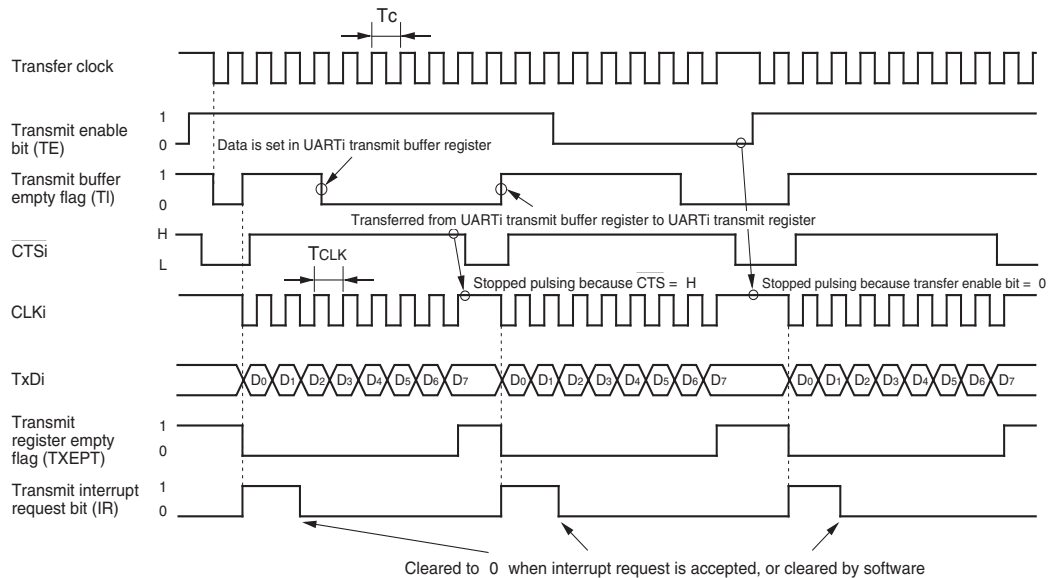 Tc
Transfer clock
Transmit enable
bit (TE)
1
0
Data is set in UARTi transmit buffer register
Transmit buffer
empty flag (TI)
1
0
Transferred from UARTi transmit buffer register to UARTi transmit register
CTSi
H
L
TCLK
Stopped pulsing because CTS = H
Stopped pulsing because transfer enable bit = 0
CLKi
TxDi
D0 D1 D2 D3 D4 D5 D6 D7 D0 D1 D2 D3 D4 D5 D6 D7 D0 D1 D2 D3 D4 D5 D6 D7
Transmit
register empty
flag (TXEPT)
1
0
Transmit interrupt
request bit (IR)
1
0
Cleared to 0 when interrupt request is accepted, or cleared by software